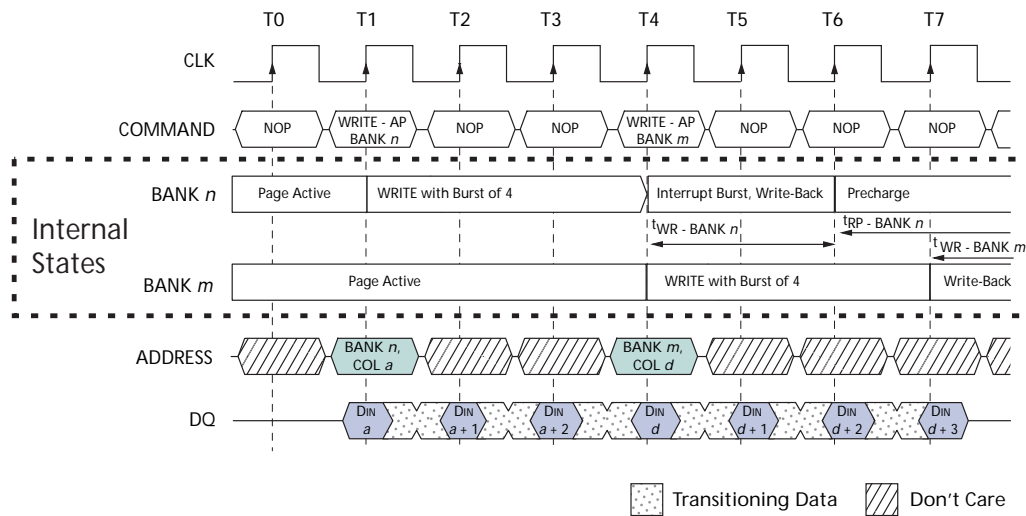 T0 T1 T2 T3 T4 T5 T6 T7
CLK
COMMAND NOP WRITE - AP BANK n NOP NOP WRITE - AP BANK m NOP NOP NOP
BANK n Page Active WRITE with Burst of 4 Interrupt Burst, Write-Back Precharge
tWR - BANK n tRP - BANK n
tWR - BANK m
Internal
States
BANK m Page Active WRITE with Burst of 4 Write-Back
ADDRESS BANK n, COL a BANK m, COL d
DQ DIN a DIN a + 1 DIN a + 2 DIN d DIN d + 1 DIN d + 2 DIN d + 3
Transitioning Data Don't Care